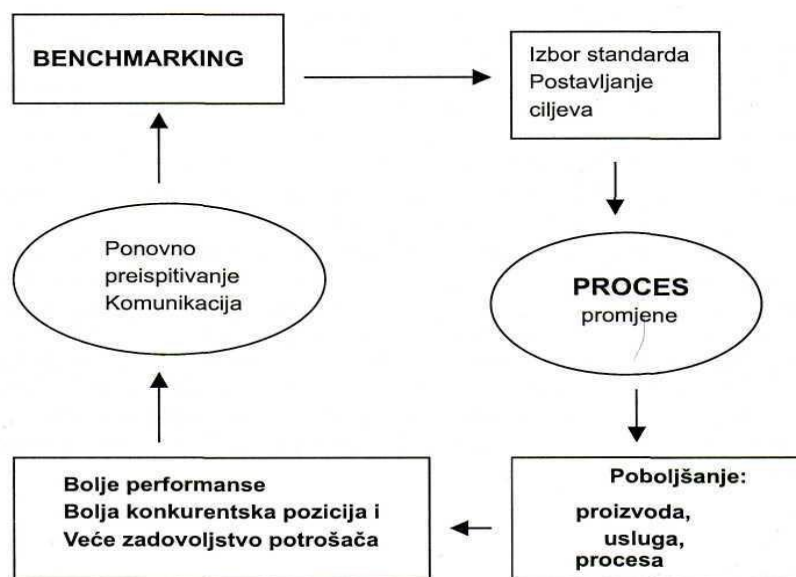 BENCHMARKING
Izbor standarda
Postavljanje
ciljeva
PROCES
promjene
Poboljšanje:
proizvoda,
usluga,
procesa
Bolje performanse
Bolja konkurentska pozicija i
Veće zadovoljstvo potrošača
Ponovno
preispitivanje
Komunikacija